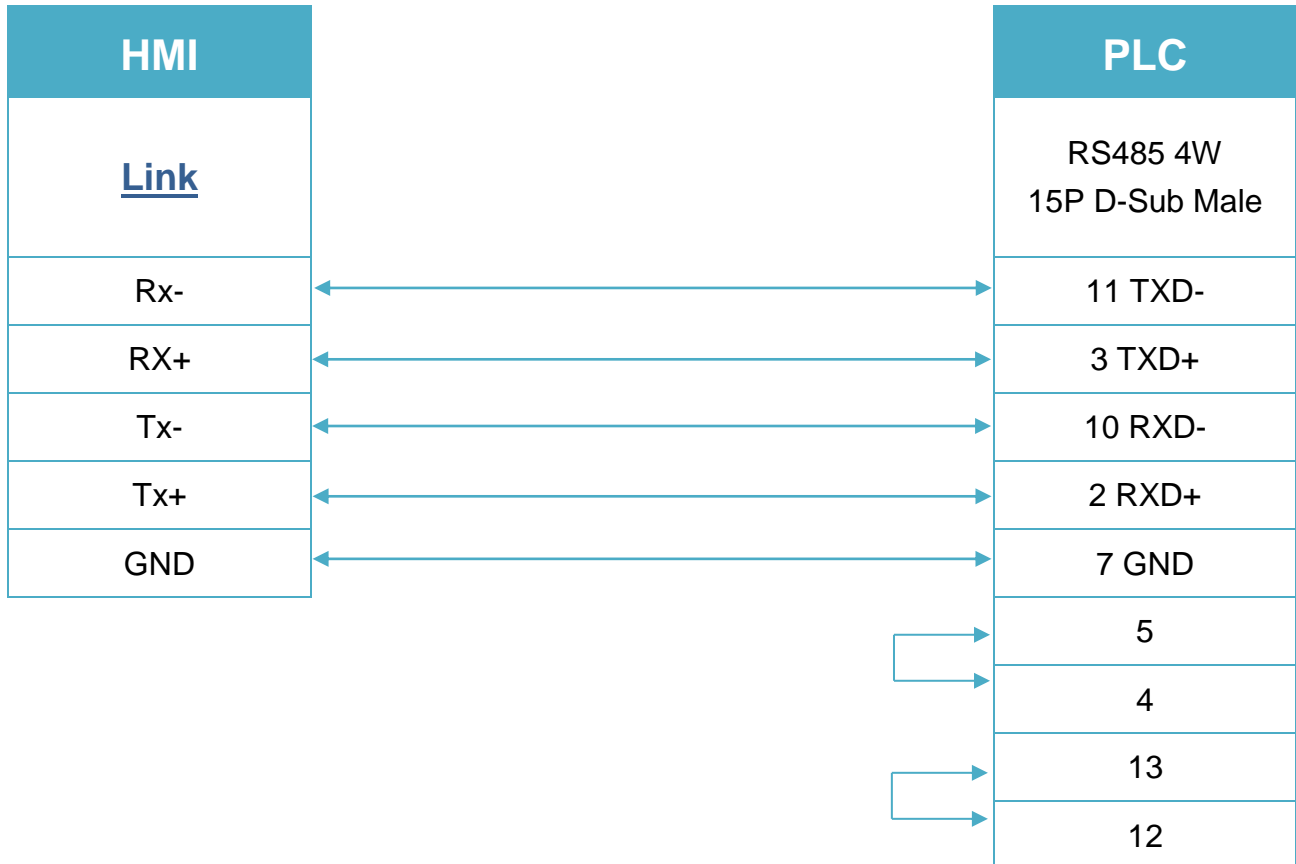 HMI PLC
Link RS485 4W
15P D-Sub Male
Rx- 11 TXD-
RX+ 3 TXD+
Tx- 10 RXD-
Tx+ 2 RXD+
GND 7 GND
5
4
13
12